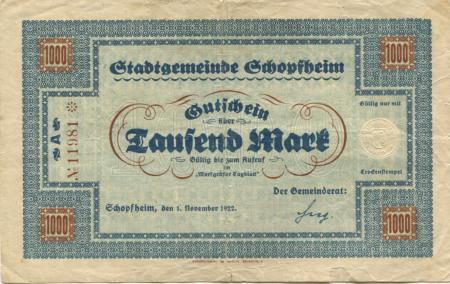 1000 1000
Stadtgemeinde Schopfheim
Gutschein
über
Tausend Mark
Gültig bis zum Aufruf
im
"Markgräfler Tagblatt"
Gültig nur mit
Trockenstempel
A
№ 11981 *
Der Gemeinderat:
Schopfheim, den 1. November 1922.
1000 1000